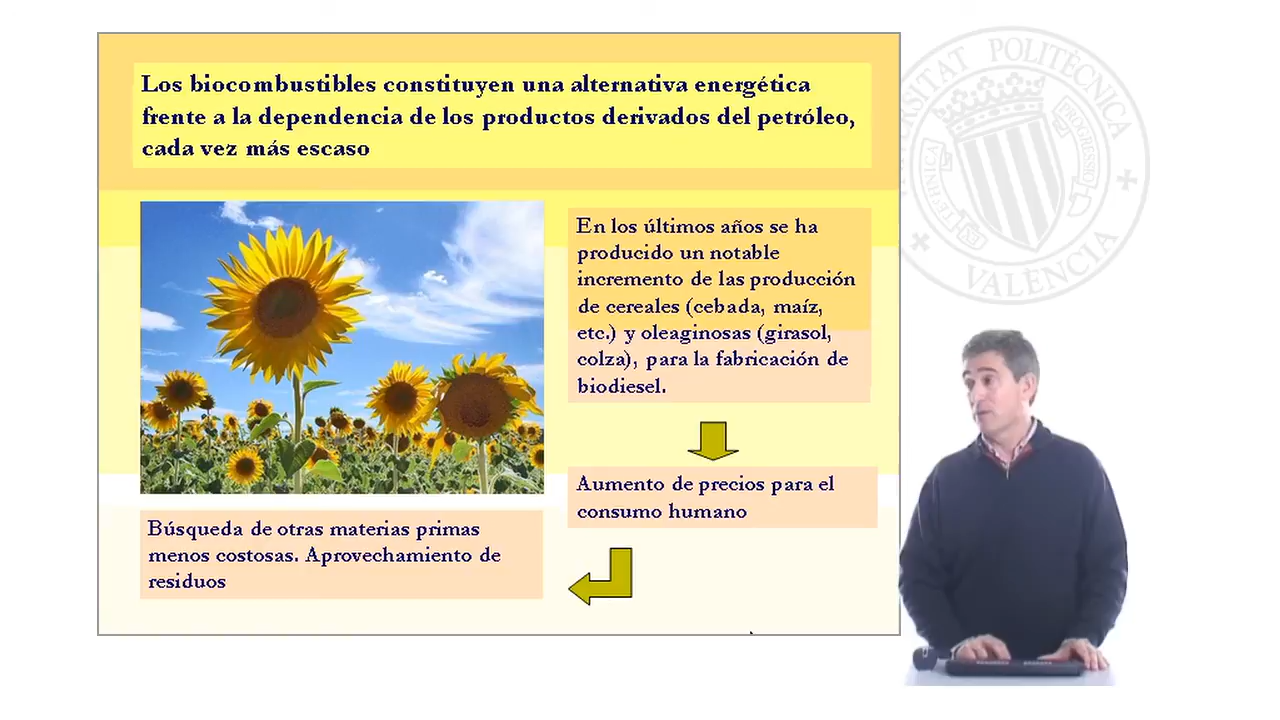 Los biocombustibles constituyen una alternativa energética
frente a la dependencia de los productos derivados del petróleo,
cada vez más escaso
En los últimos años se ha
producido un notable
incremento de las producción
de cereales (cebada, maíz,
etc.) y oleaginosas (girasol,
colza), para la fabricación de
biodiesel.
Aumento de precios para el
consumo humano
Búsqueda de otras materias primas
menos costosas. Aprovechamiento de
residuos
POLITÈCNICA
VALÈNCIA